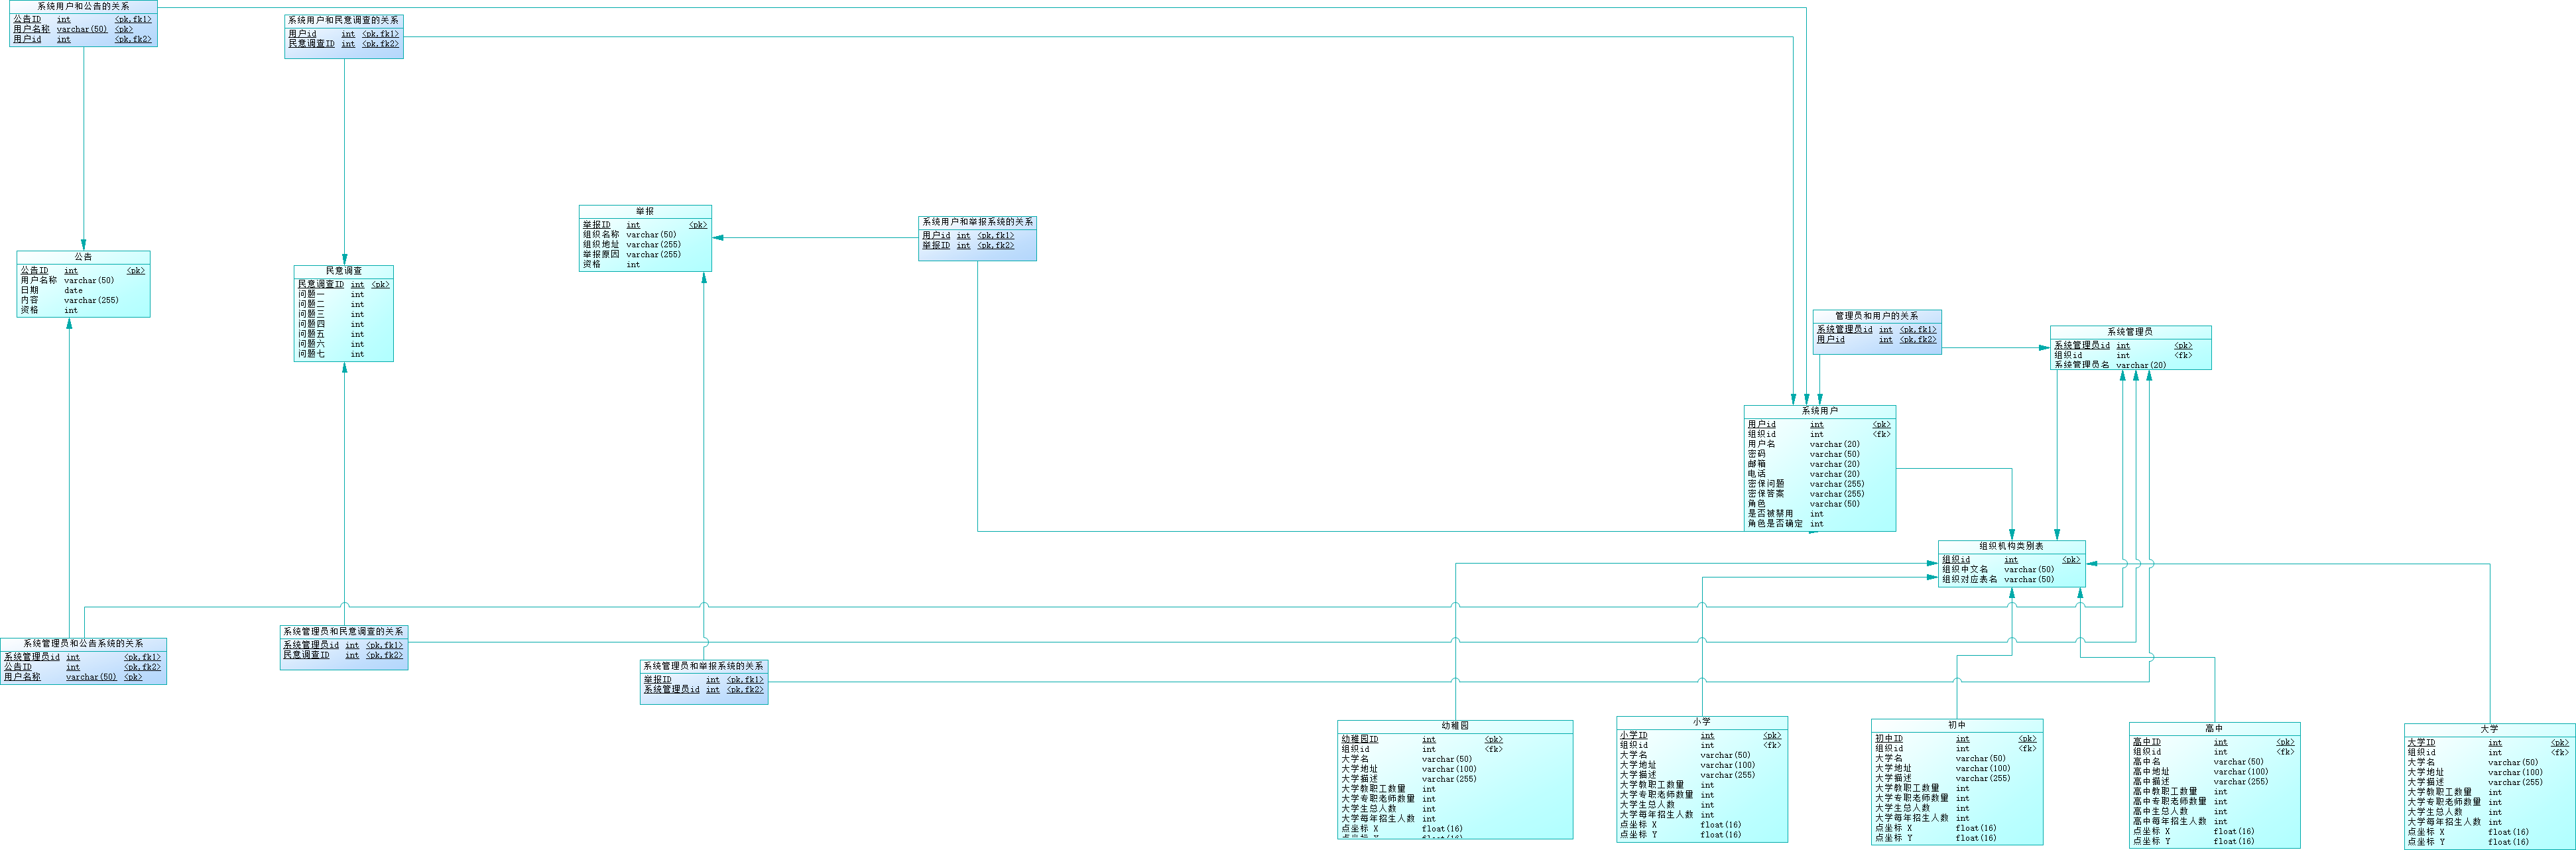 系统用户和公告的关系
公告ID int <pk,fk1>
用户名称 varchar(50) <pk>
用户id int <pk,fk2>
系统用户和民意调查的关系
用户id int <pk,fk1>
民意调查ID int <pk,fk2>
举报
举报ID int <pk>
组织名称 varchar(50)
组织地址 varchar(255)
举报原因 varchar(255)
资格 int
系统用户和举报系统的关系
用户id int <pk,fk1>
举报ID int <pk,fk2>
公告
公告ID int <pk>
用户名称 varchar(50)
日期 date
内容 varchar(255)
资格 int
民意调查
民意调查ID int <pk>
问题一 int
问题二 int
问题三 int
问题四 int
问题五 int
问题六 int
问题七 int
管理员和用户的关系
系统管理员id int <pk,fk1>
用户id int <pk,fk2>
系统管理员
系统管理员id int <pk>
组织id int <fk>
系统管理员名 varchar(20)
系统用户
用户id int <pk>
组织id int <fk>
用户名 varchar(20)
密码 varchar(50)
邮箱 varchar(20)
电话 varchar(20)
密保问题 varchar(255)
密保答案 varchar(255)
角色 varchar(50)
是否被禁用 int
角色是否确定 int
组织机构类别表
组织id int <pk>
组织中文名 varchar(50)
组织对应表名 varchar(50)
系统管理员和公告系统的关系
系统管理员id int <pk,fk1>
公告ID int <pk,fk2>
用户名称 varchar(50) <pk>
系统管理员和民意调查的关系
系统管理员id int <pk,fk1>
民意调查ID int <pk,fk2>
系统管理员和举报系统的关系
举报ID int <pk,fk1>
系统管理员id int <pk,fk2>
幼稚园
幼稚园ID int <pk>
组织id int <fk>
大学名 varchar(50)
大学地址 varchar(100)
大学描述 varchar(255)
大学教职工数量 int
大学专职老师数量 int
大学生总人数 int
大学每年招生人数 int
点坐标 X float(16)
小学
小学ID int <pk>
组织id int <fk>
大学名 varchar(50)
大学地址 varchar(100)
大学描述 varchar(255)
大学教职工数量 int
大学专职老师数量 int
大学生总人数 int
大学每年招生人数 int
点坐标 X float(16)
点坐标 Y float(16)
初中
初中ID int <pk>
组织id int <fk>
大学名 varchar(50)
大学地址 varchar(100)
大学描述 varchar(255)
大学教职工数量 int
大学专职老师数量 int
大学生总人数 int
大学每年招生人数 int
点坐标 X float(16)
点坐标 Y float(16)
高中
高中ID int <pk>
组织id int <fk>
高中名 varchar(50)
高中地址 varchar(100)
高中描述 varchar(255)
高中教职工数量 int
高中专职老师数量 int
高中生总人数 int
高中每年招生人数 int
点坐标 X float(16)
点坐标 Y float(16)
大学
大学ID int <pk>
组织id int <fk>
大学名 varchar(50)
大学地址 varchar(100)
大学描述 varchar(255)
大学教职工数量 int
大学专职老师数量 int
大学生总人数 int
大学每年招生人数 int
点坐标 X float(16)
点坐标 Y float(16)